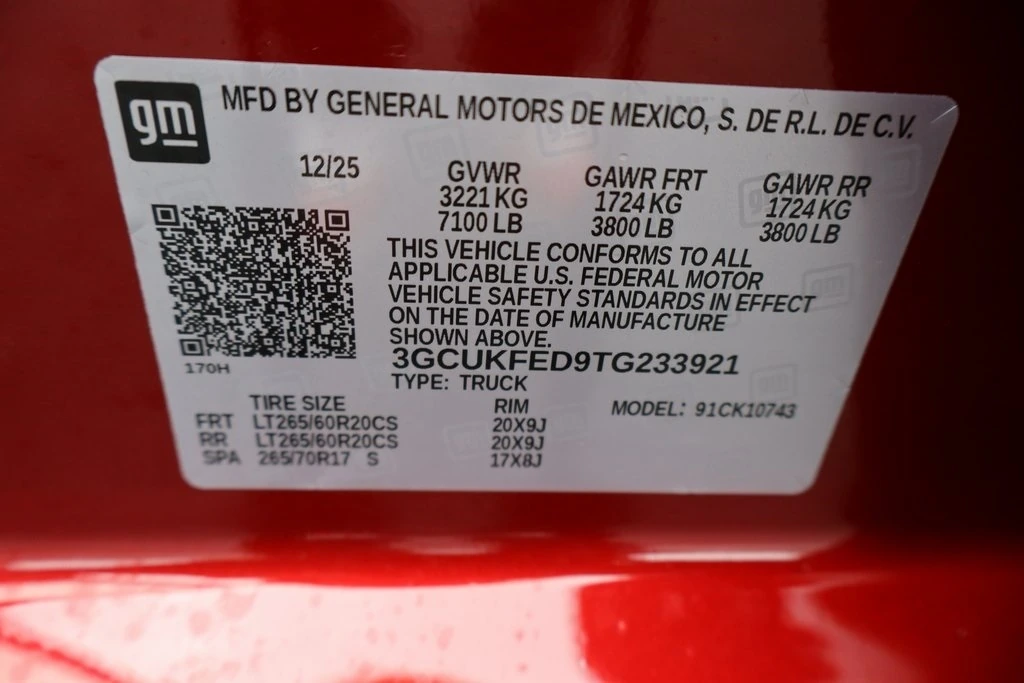 gm
MFD BY GENERAL MOTORS DE MEXICO, S. DE R.L. DE C.V.
12/25 GVWR GAWR FRT GAWR RR
3221 KG 1724 KG 1724 KG
7100 LB 3800 LB 3800 LB
THIS VEHICLE CONFORMS TO ALL
APPLICABLE U.S. FEDERAL MOTOR
VEHICLE SAFETY STANDARDS IN EFFECT
ON THE DATE OF MANUFACTURE
SHOWN ABOVE.
3GCUKFED9TG233921
170H
TYPE: TRUCK
TIRE SIZE RIM MODEL: 91CK10743
FRT LT265/60R20CS 20X9J
RR LT265/60R20CS 20X9J
SPA 265/70R17 S 17X8J